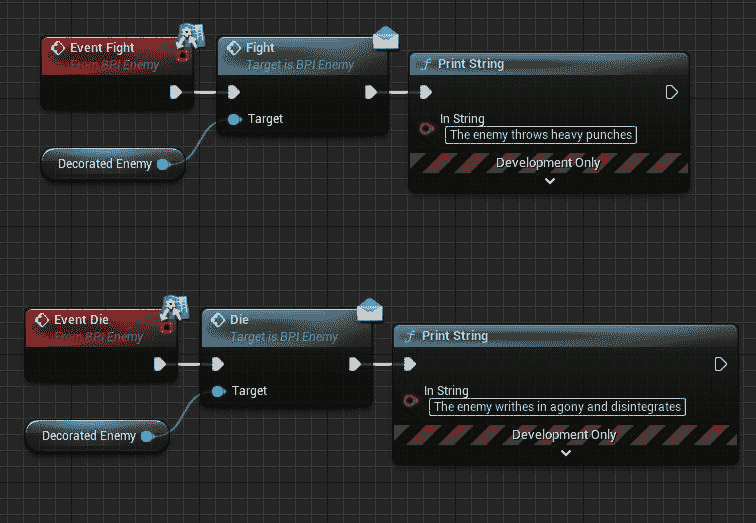 Event Fight
From BPI Enemy
Fight
Target is BPI Enemy
Print String
Target
In String
The enemy throws heavy punches
Decorated Enemy
Development Only
Event Die
From BPI Enemy
Die
Target is BPI Enemy
Print String
Target
In String
The enemy writhes in agony and disintegrates
Decorated Enemy
Development Only